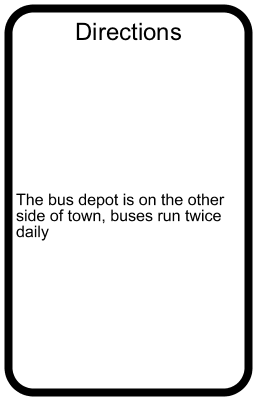 Directions
The bus depot is on the other
side of town, buses run twice
daily